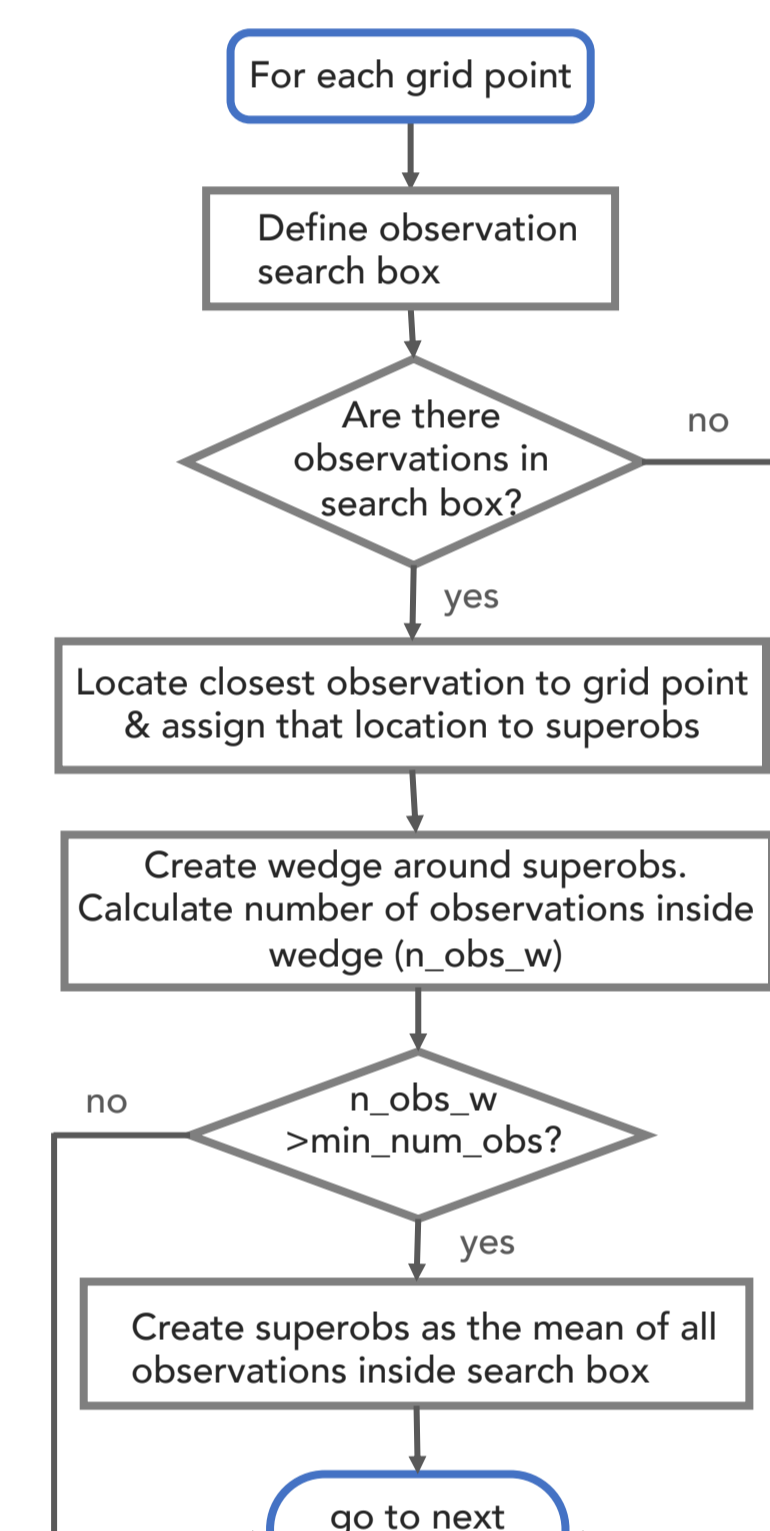 For each grid point
Define observation
search box
Are there
observations in
search box?
no
yes
Locate closest observation to grid point
& assign that location to superobs
Create wedge around superobs.
Calculate number of observations inside
wedge (n_obs_w)
no
n_obs_w
>min_num_obs?
yes
Create superobs as the mean of all
observations inside search box
go to next